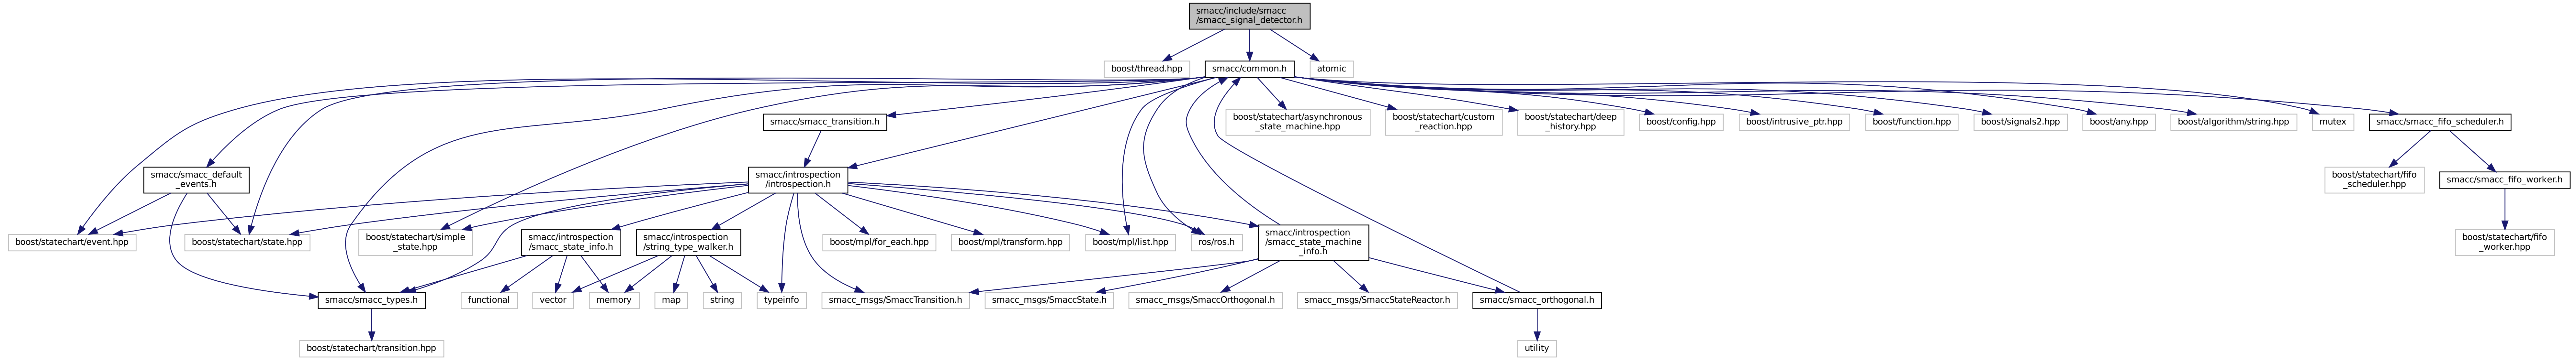 smacc/include/smacc
/smacc_signal_detector.h
boost/thread.hpp
smacc/common.h
atomic
smacc/smacc_transition.h
boost/statechart/asynchronous
_state_machine.hpp
boost/statechart/custom
_reaction.hpp
boost/statechart/deep
_history.hpp
boost/config.hpp
boost/intrusive_ptr.hpp
boost/function.hpp
boost/signals2.hpp
boost/any.hpp
boost/algorithm/string.hpp
mutex
smacc/smacc_fifo_scheduler.h
smacc/smacc_default
_events.h
smacc/introspection
/introspection.h
boost/statechart/fifo
_scheduler.hpp
smacc/smacc_fifo_worker.h
boost/statechart/event.hpp
boost/statechart/state.hpp
boost/statechart/simple
_state.hpp
smacc/introspection
/smacc_state_info.h
smacc/introspection
/string_type_walker.h
boost/mpl/for_each.hpp
boost/mpl/transform.hpp
boost/mpl/list.hpp
ros/ros.h
smacc/introspection
/smacc_state_machine
_info.h
boost/statechart/fifo
_worker.hpp
smacc/smacc_types.h
functional
vector
memory
map
string
typeinfo
smacc_msgs/SmaccTransition.h
smacc_msgs/SmaccState.h
smacc_msgs/SmaccOrthogonal.h
smacc_msgs/SmaccStateReactor.h
smacc/smacc_orthogonal.h
boost/statechart/transition.hpp
utility